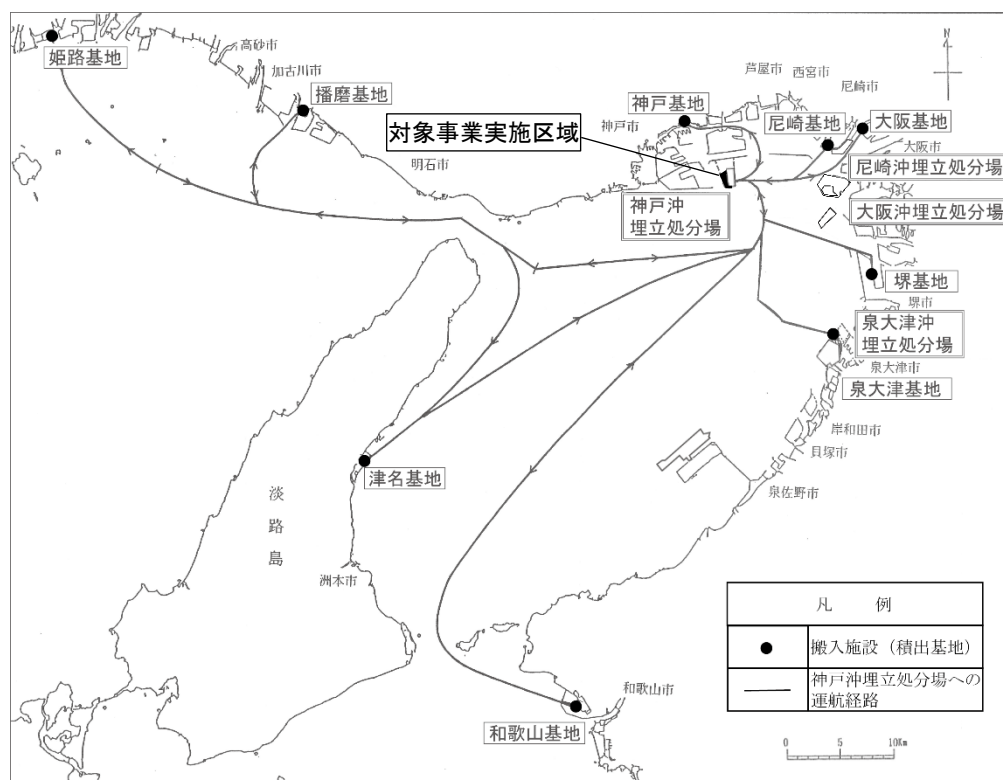 姫路基地
高砂市
加古川市
播磨基地
明石市
神戸市
神戸基地
芦屋市
西宮市
尼崎市
尼崎基地
大阪基地
大阪市
対象事業実施区域
尼崎沖埋立処分場
大阪沖埋立処分場
神戸沖
埋立処分場
堺基地
堺市
泉大津沖
埋立処分場
泉大津市
泉大津基地
岸和田市
貝塚市
泉佐野市
津名基地
淡路島
洲本市
和歌山市
和歌山基地
N
凡 例
搬入施設（積出基地）
神戸沖埋立処分場への
運航経路
0 5 10Km